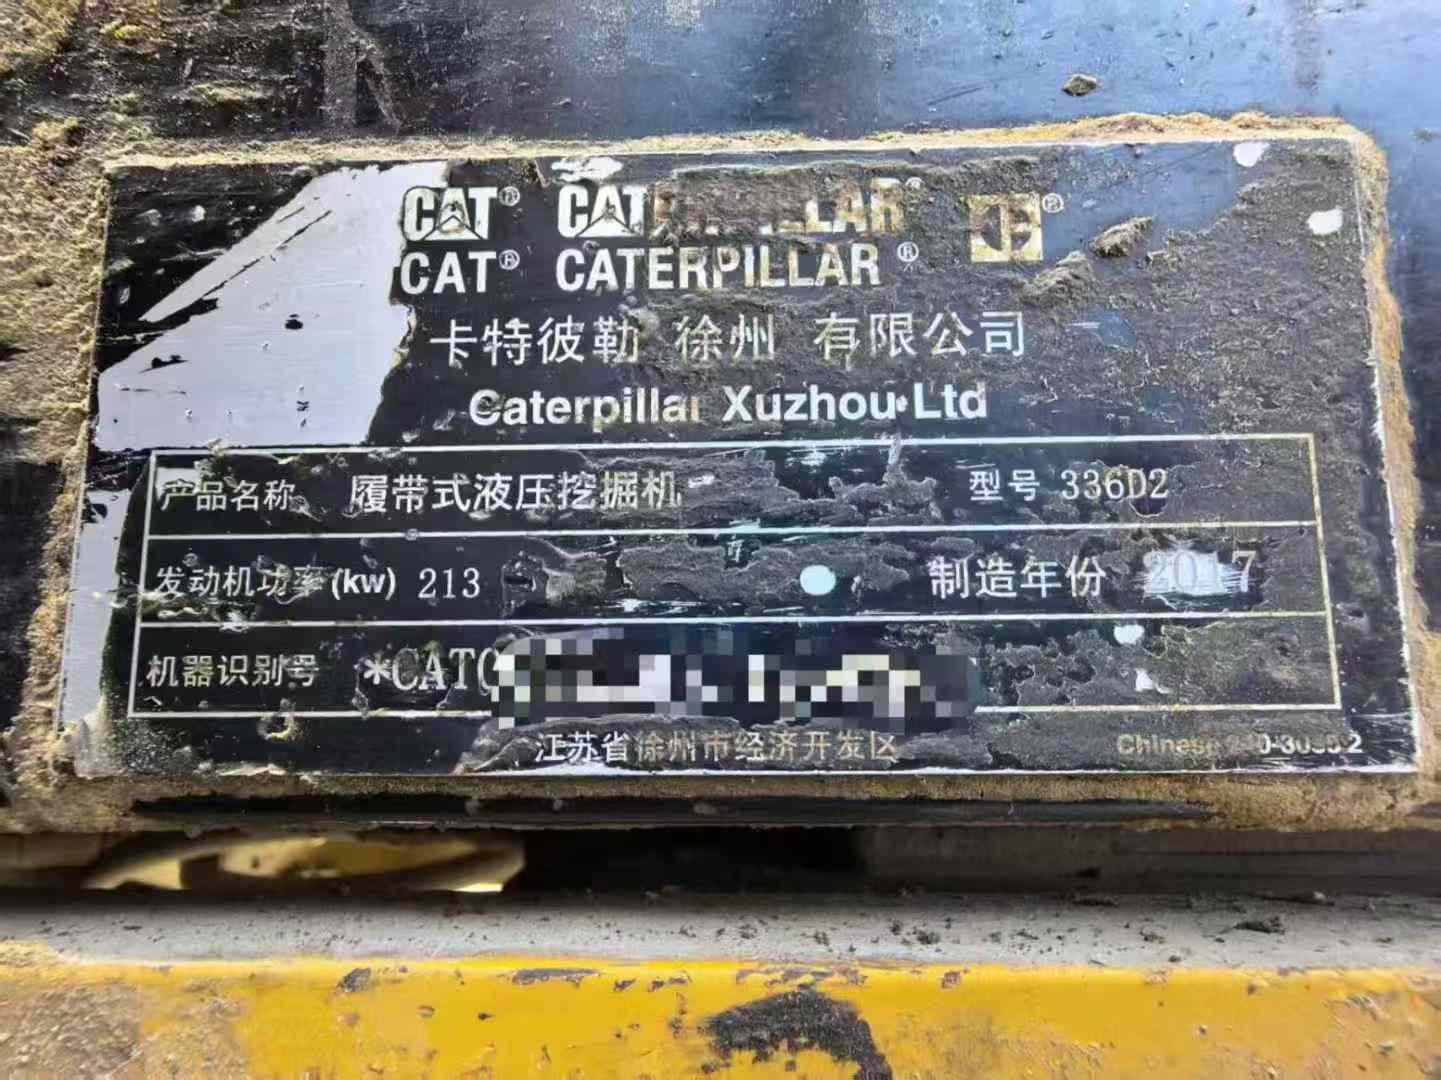 CAT® CATERPILLAR®
CAT® CATERPILLAR®
卡特彼勒 徐州 有限公司
Caterpillar Xuzhou Ltd
产品名称 履带式液压挖掘机 型号 336D2
发动机功率(kw) 213 制造年份 2017
机器识别号 *CAT0
江苏省徐州市经济开发区